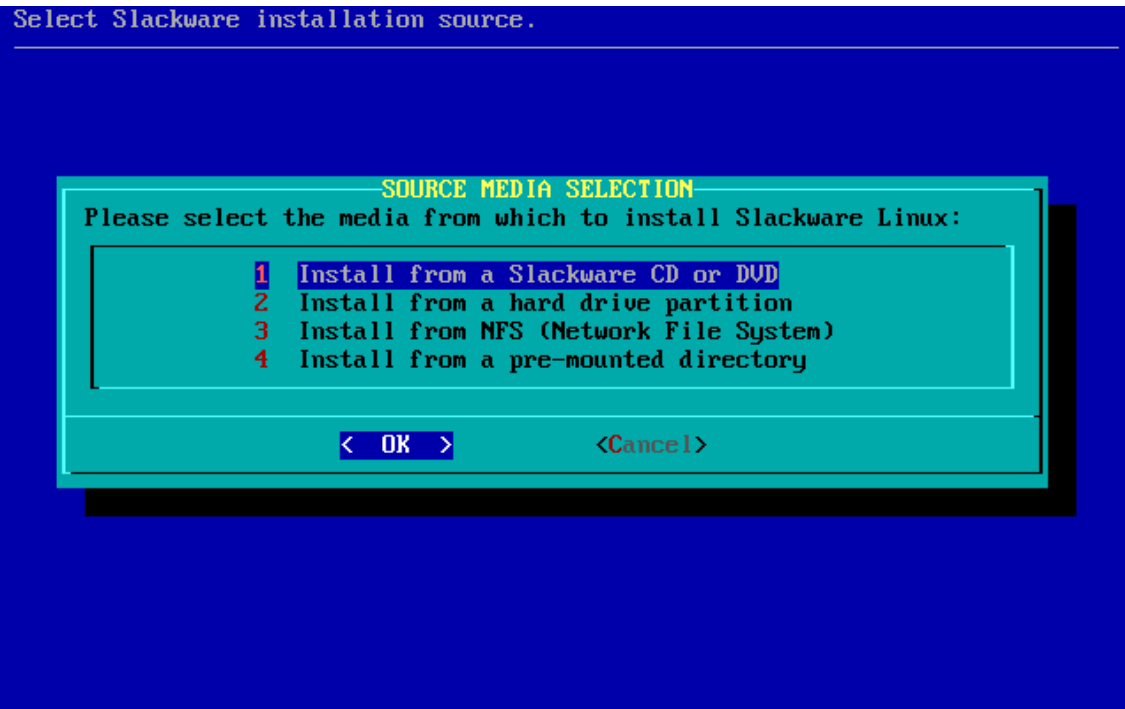 Select Slackware installation source.
SOURCE MEDIA SELECTION
Please select the media from which to install Slackware Linux:
1 Install from a Slackware CD or DVD
2 Install from a hard drive partition
3 Install from NFS (Network File System)
4 Install from a pre-mounted directory
< OK > <Cancel>